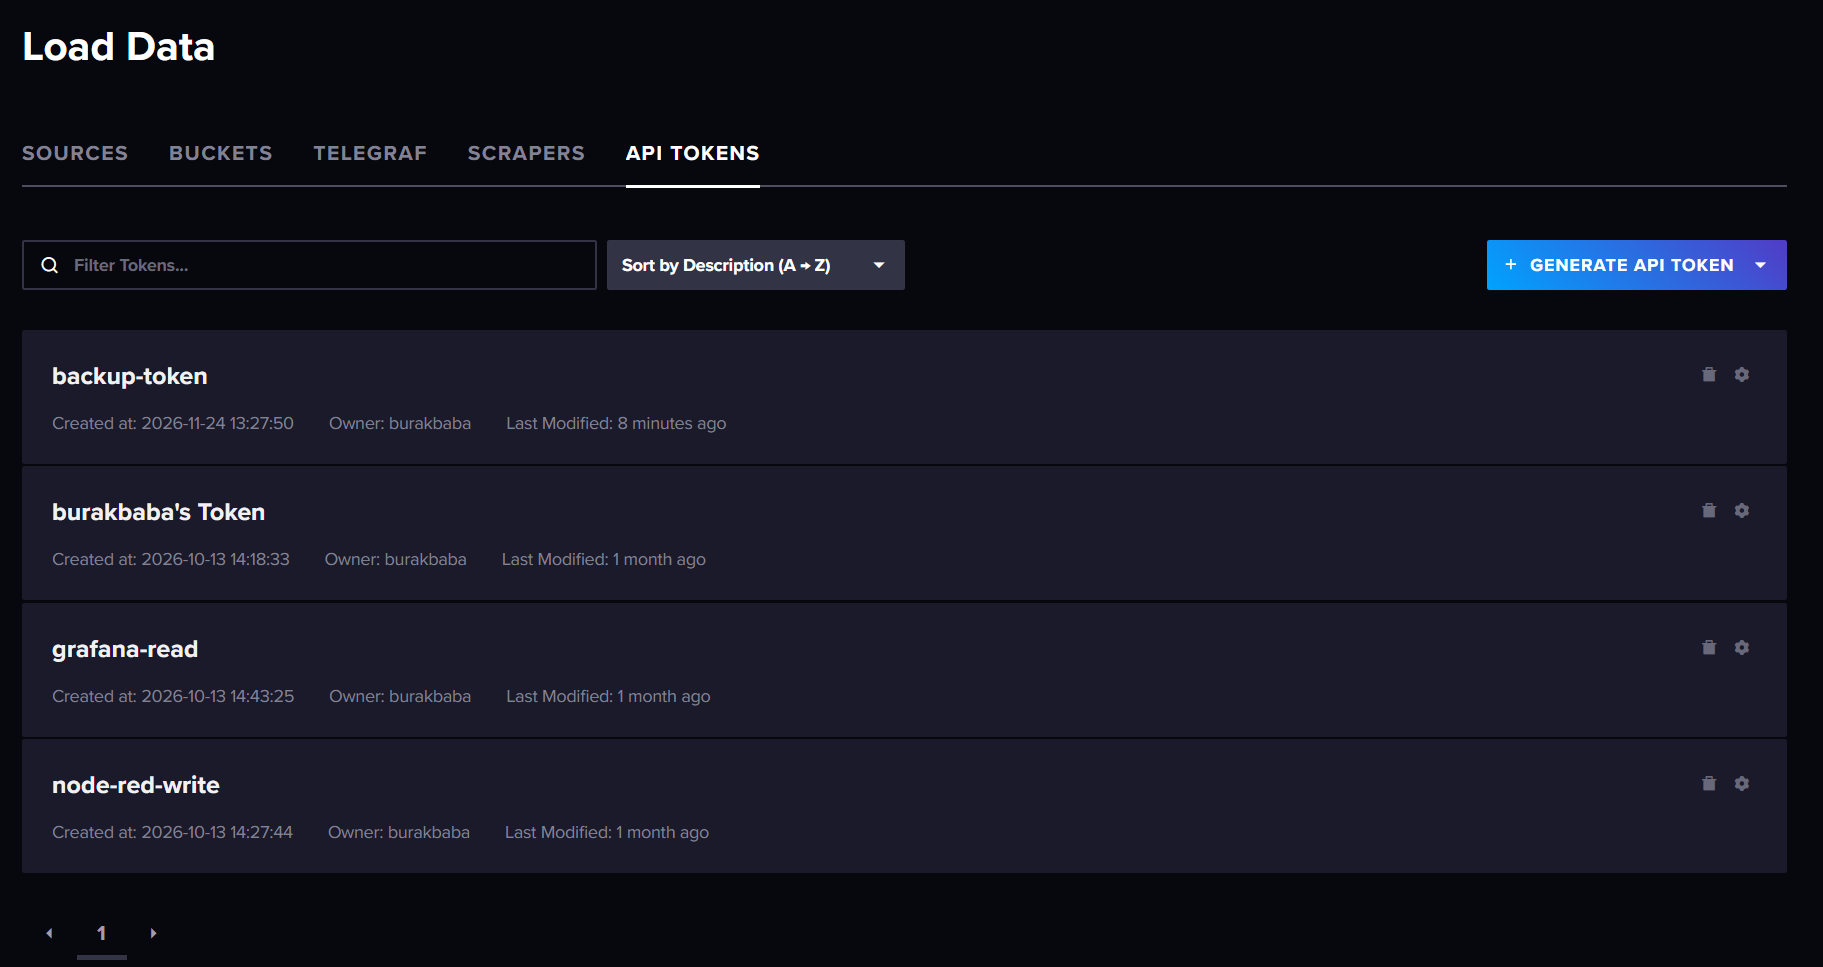 Load Data
SOURCES BUCKETS TELEGRAF SCRAPERS API TOKENS
Filter Tokens... Sort by Description (A → Z) + GENERATE API TOKEN
backup-token
Created at: 2026-11-24 13:27:50 Owner: burakbaba Last Modified: 8 minutes ago
burakbaba's Token
Created at: 2026-10-13 14:18:33 Owner: burakbaba Last Modified: 1 month ago
grafana-read
Created at: 2026-10-13 14:43:25 Owner: burakbaba Last Modified: 1 month ago
node-red-write
Created at: 2026-10-13 14:27:44 Owner: burakbaba Last Modified: 1 month ago
1